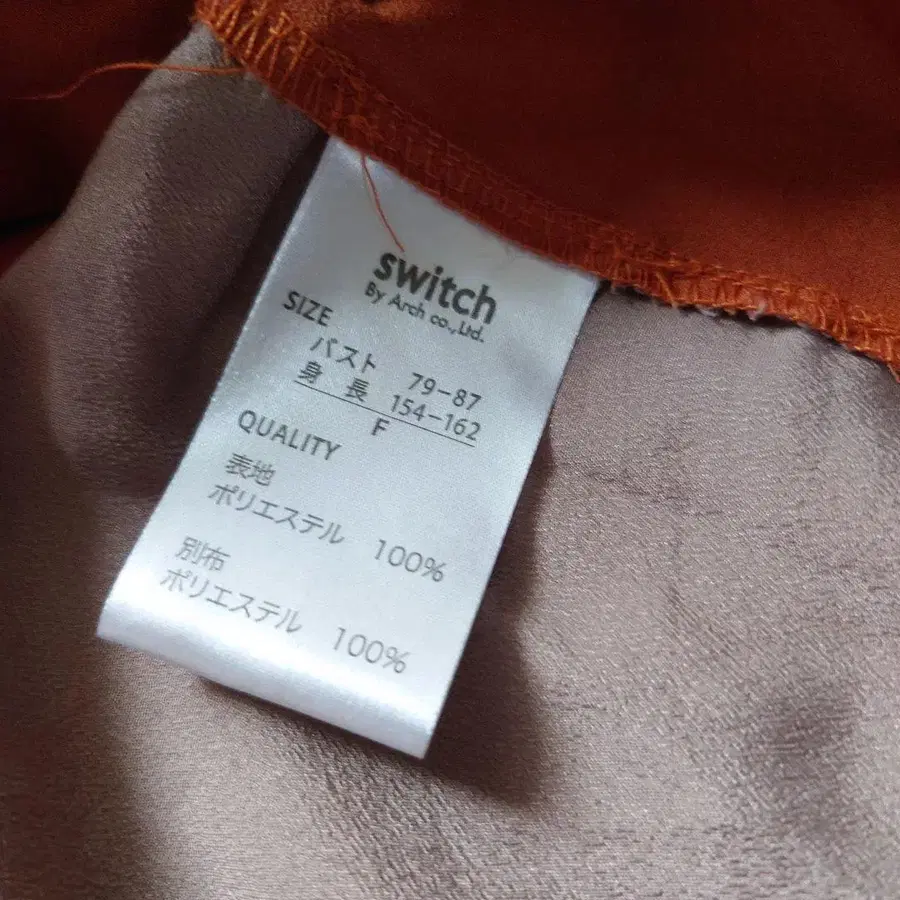 switch
By Arch co.,Ltd.
SIZE
バスト 79-87
身長 154-162
F
QUALITY
表地
ポリエステル 100%
別布
ポリエステル 100%